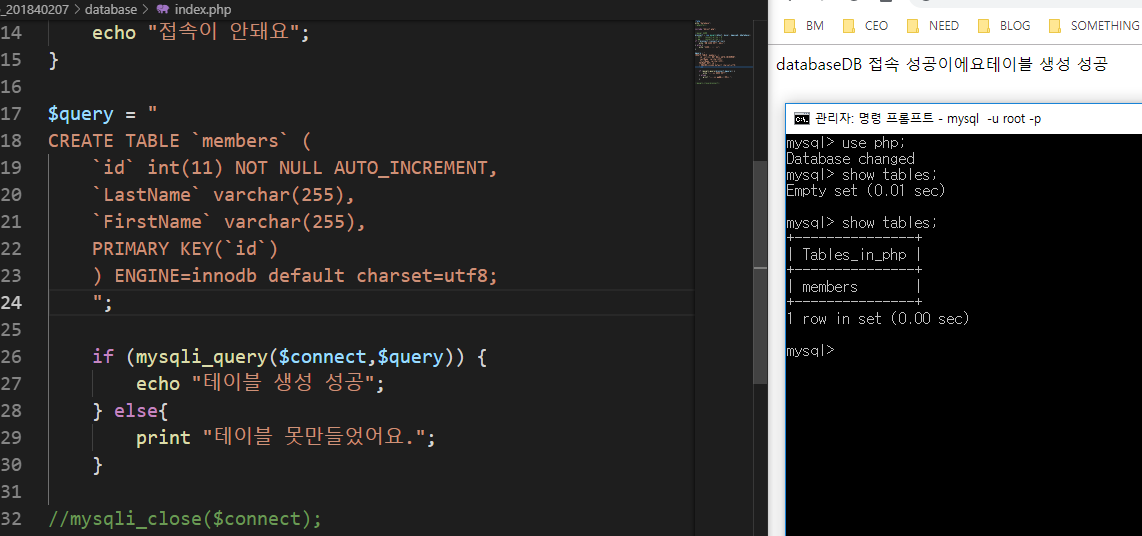 _201840207 > database > index.php
14 echo "접속이 안돼요";
15 }
16
17 $query = "
18 CREATE TABLE `members` (
19 `id` int(11) NOT NULL AUTO_INCREMENT,
20 `LastName` varchar(255),
21 `FirstName` varchar(255),
22 PRIMARY KEY(`id`)
23 ) ENGINE=innodb default charset=utf8;
24 ";
25
26 if (mysqli_query($connect,$query)) {
27 echo "테이블 생성 성공";
28 } else{
29 print "테이블 못만들었어요.";
30 }
31
32 //mysqli_close($connect);
BM CEO NEED BLOG SOMETHING
databaseDB 접속 성공이에요테이블 생성 성공
C:\. 관리자: 명령 프롬프트 - mysql -u root -p
mysql> use php;
Database changed
mysql> show tables;
Empty set (0.01 sec)
mysql> show tables;
+---------------+
| Tables_in_php |
+---------------+
| members |
+---------------+
1 row in set (0.00 sec)
mysql>